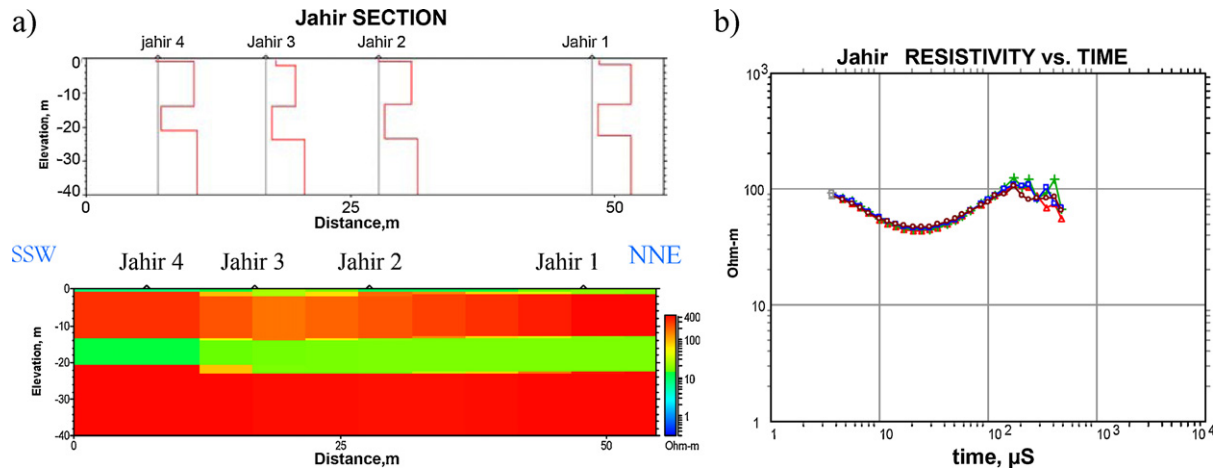 a)
Jahir SECTION
jahir 4 Jahir 3 Jahir 2 Jahir 1
0
-10
-20
-30
-40
Elevation, m
0 25 50
Distance,m
SSW NNE
Jahir 4 Jahir 3 Jahir 2 Jahir 1
0
-10
-20
-30
-40
Elevation, m
0 25 50
Distance,m
400
100
10
1
Ohm-m
b)
Jahir RESISTIVITY vs. TIME
10³
100
10
1
Ohm-m
1 10 10² 10³ 10⁴
time, µS